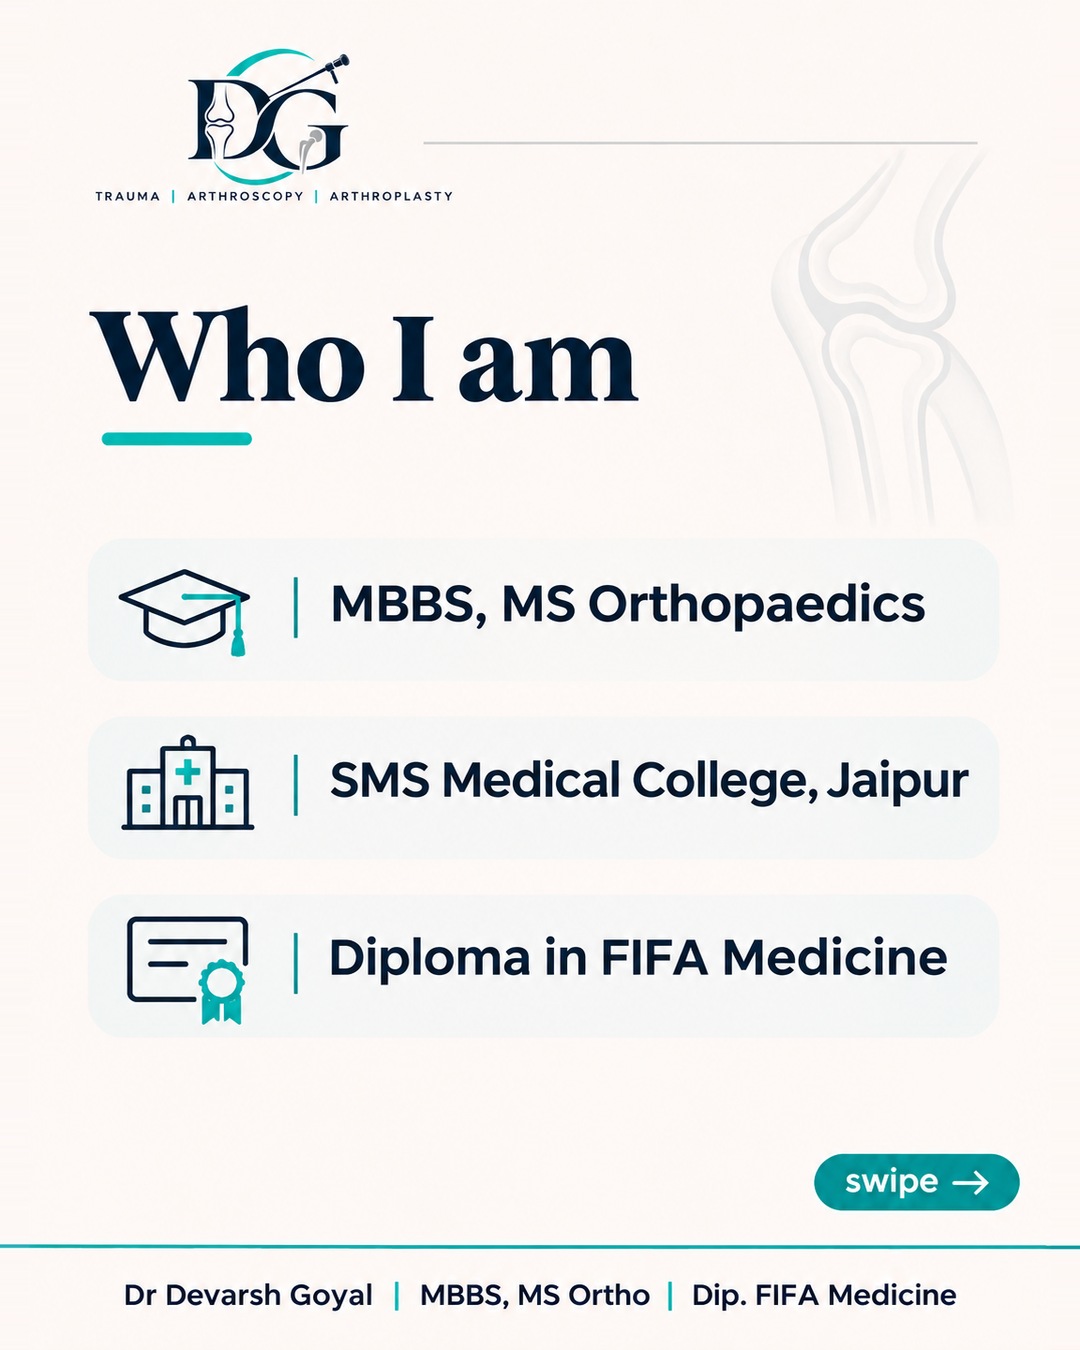 DG
TRAUMA | ARTHROSCOPY | ARTHROPLASTY
Who I am
MBBS, MS Orthopaedics
SMS Medical College, Jaipur
Diploma in FIFA Medicine
swipe →
Dr Devarsh Goyal | MBBS, MS Ortho | Dip. FIFA Medicine